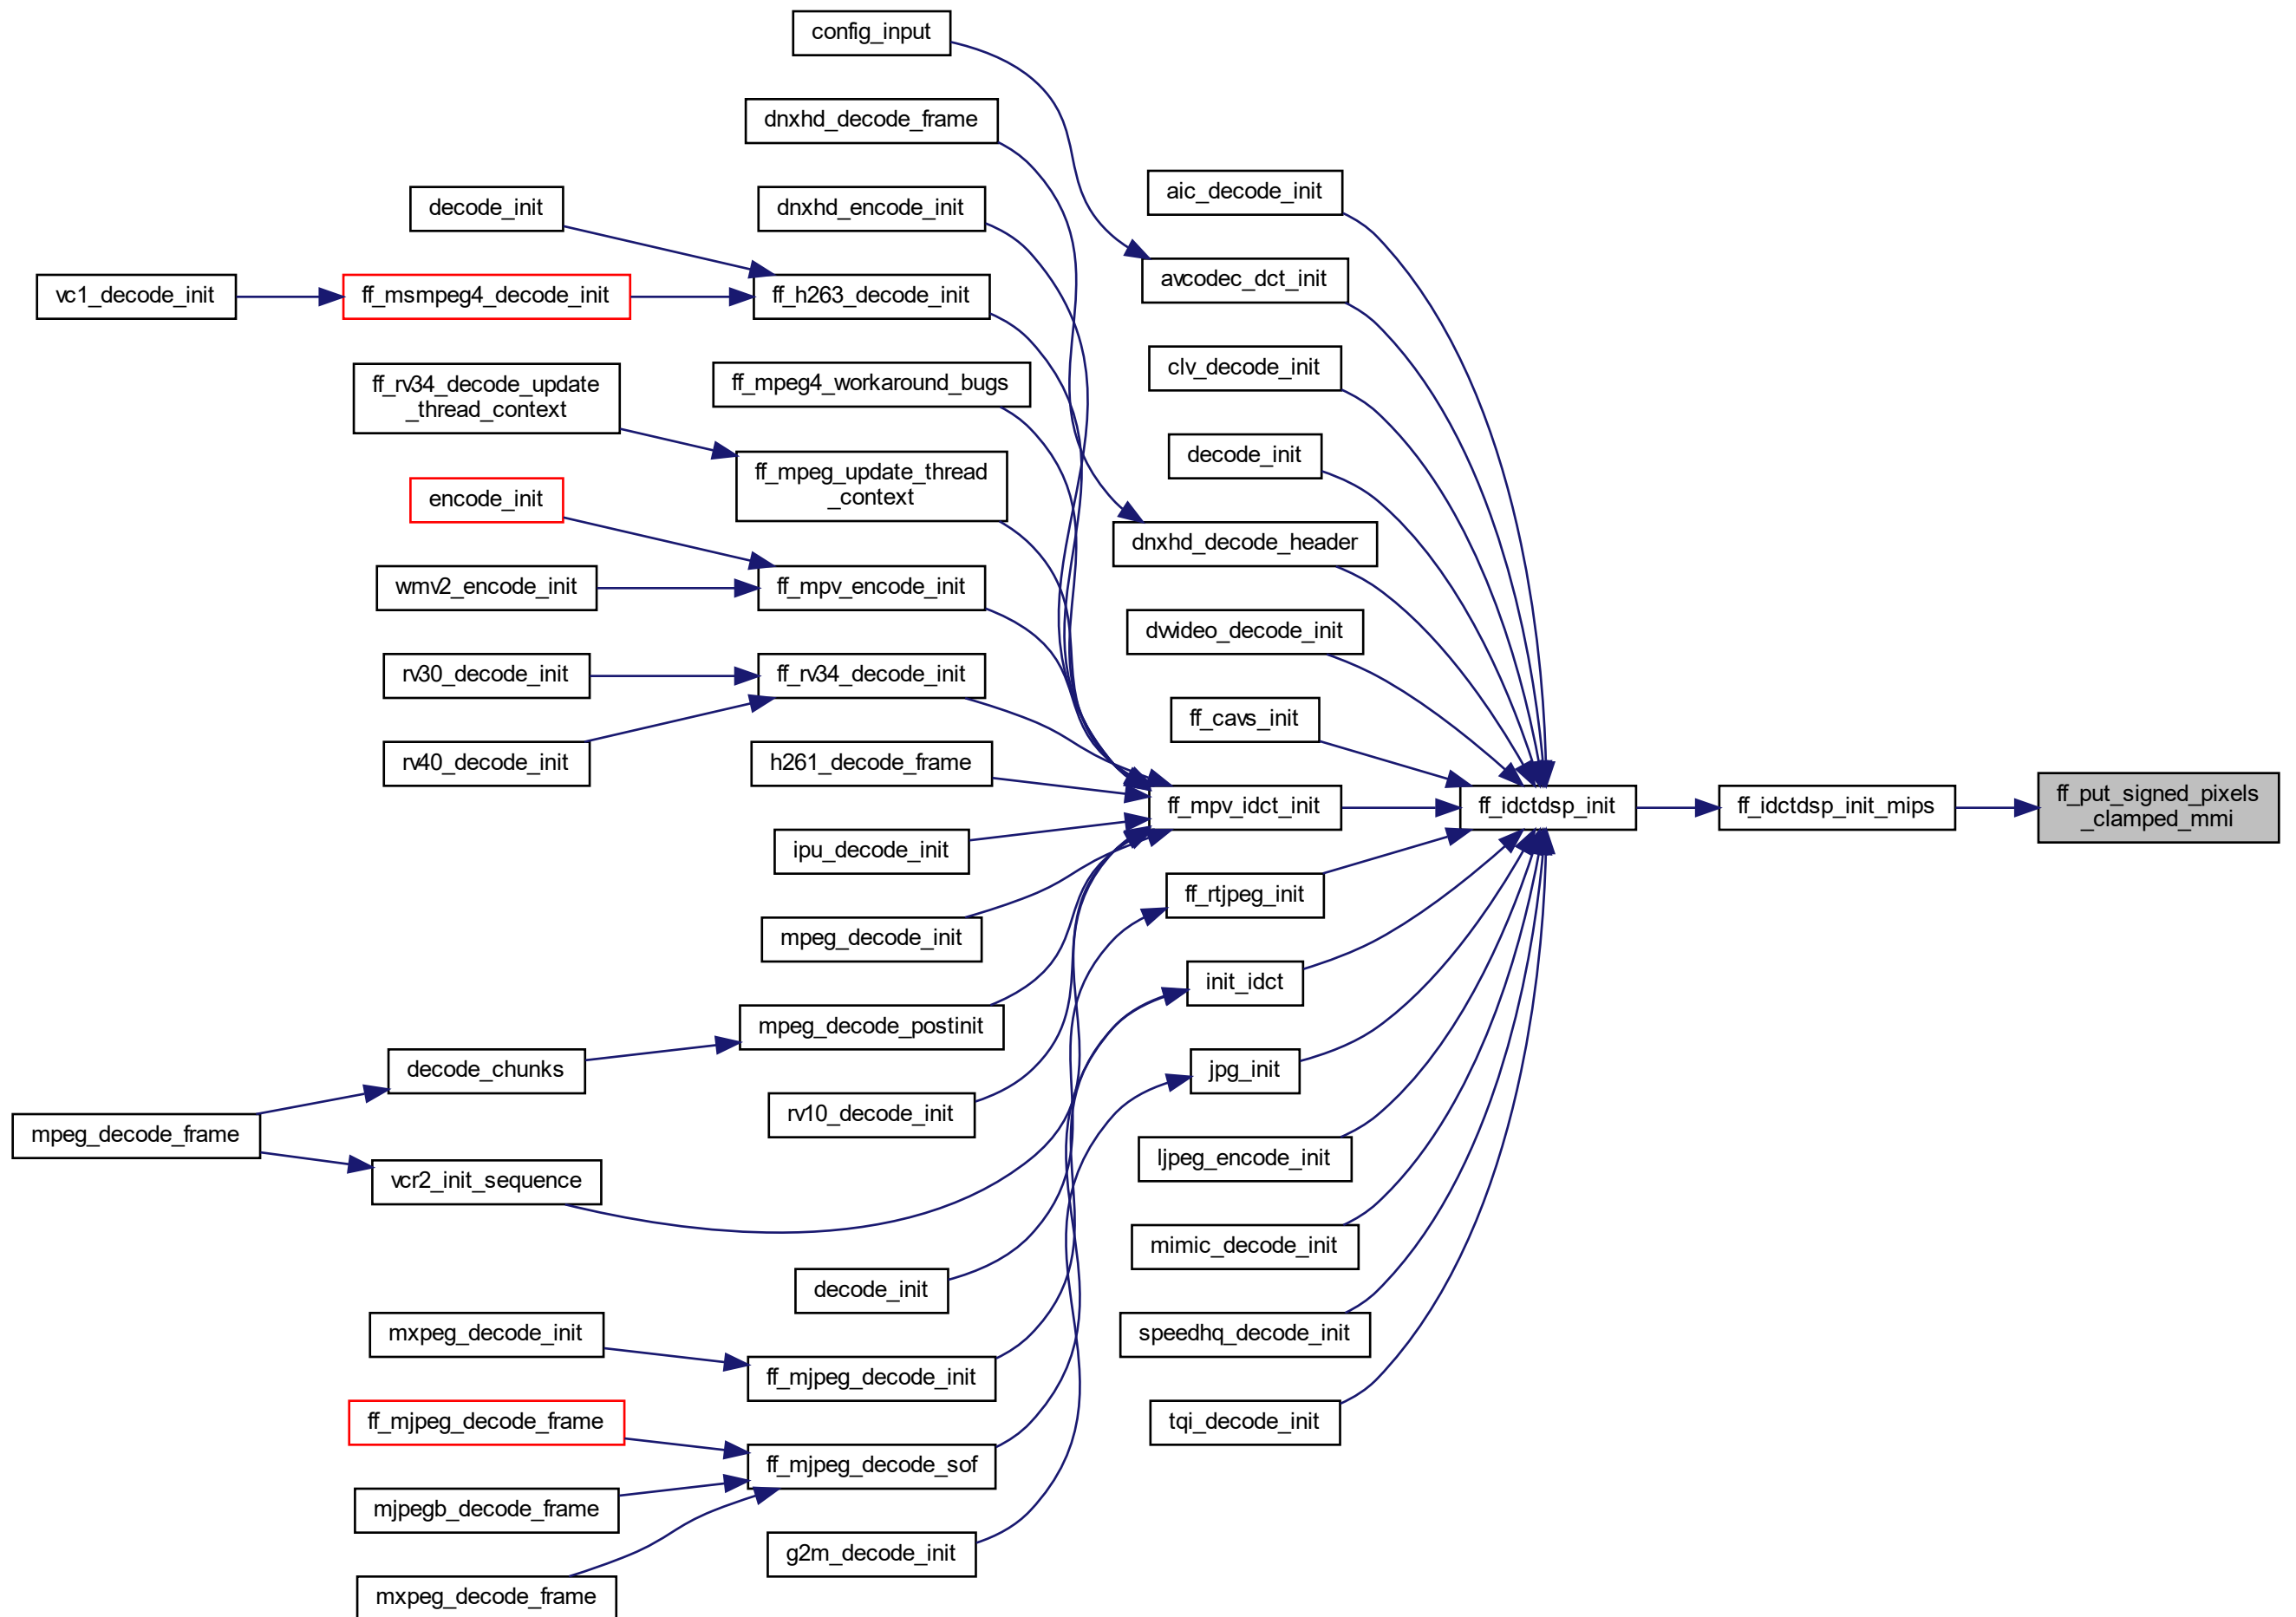 config_input
dnxhd_decode_frame
aic_decode_init
decode_init
dnxhd_encode_init
avcodec_dct_init
vc1_decode_init
ff_msmpeg4_decode_init
ff_h263_decode_init
clv_decode_init
ff_rv34_decode_update
_thread_context
ff_mpeg4_workaround_bugs
decode_init
ff_mpeg_update_thread
_context
encode_init
dnxhd_decode_header
wmv2_encode_init
ff_mpv_encode_init
dwideo_decode_init
rv30_decode_init
ff_rv34_decode_init
ff_cavs_init
rv40_decode_init
h261_decode_frame
ff_mpv_idct_init
ff_idctdsp_init
ff_idctdsp_init_mips
ff_put_signed_pixels
_clamped_mmi
ipu_decode_init
ff_rtjpeg_init
mpeg_decode_init
init_idct
mpeg_decode_postinit
decode_chunks
jpg_init
rv10_decode_init
mpeg_decode_frame
vcr2_init_sequence
ljpeg_encode_init
mimic_decode_init
decode_init
mxpeg_decode_init
speedhq_decode_init
ff_mjpeg_decode_init
ff_mjpeg_decode_frame
tqi_decode_init
ff_mjpeg_decode_sof
mjpegb_decode_frame
g2m_decode_init
mxpeg_decode_frame